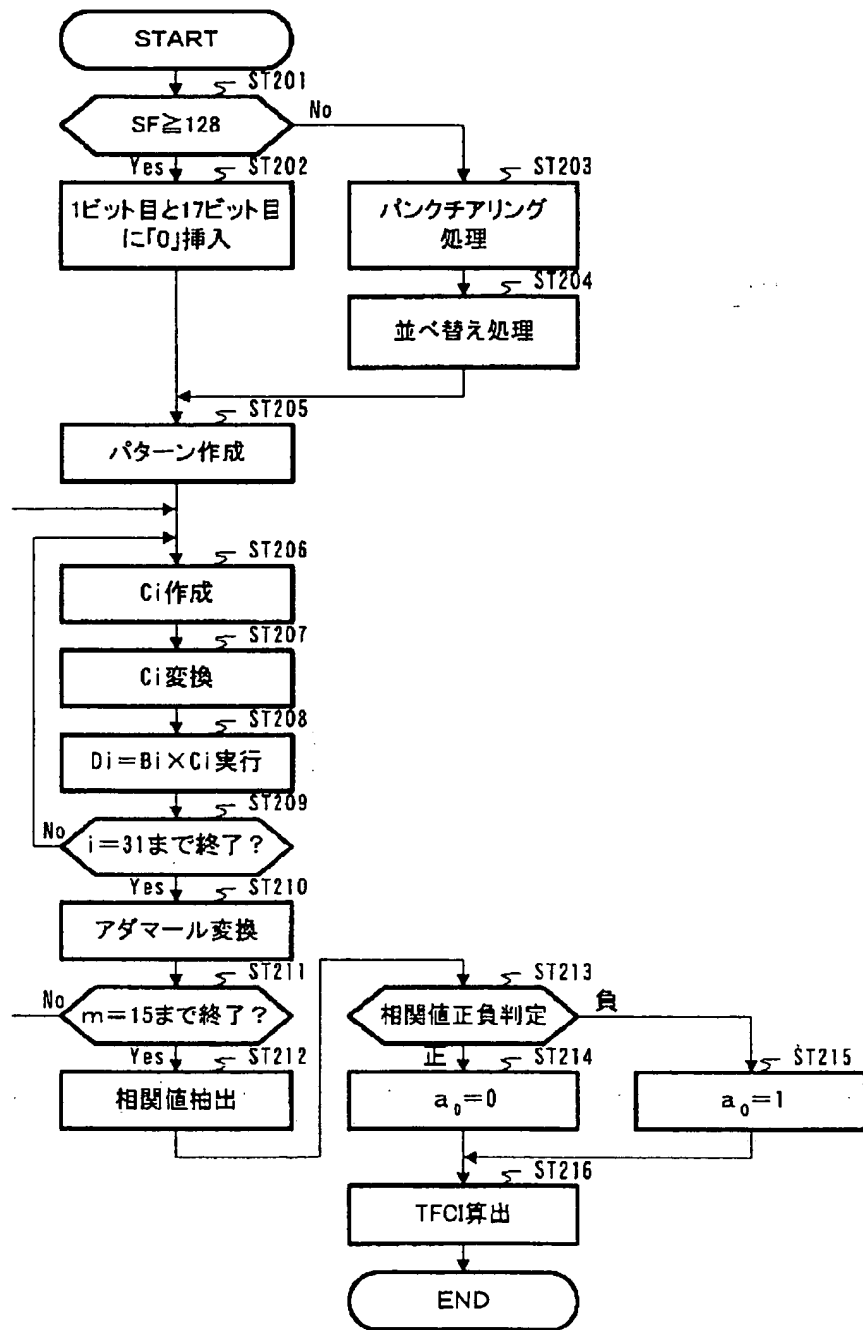 START
ST201
SF≧128
No
Yes
ST202
1ビット目と17ビット目
に「0」挿入
ST203
パンクチアリング
処理
ST204
並べ替え処理
ST205
パターン作成
ST206
Ci作成
ST207
Ci変換
ST208
Di=Bi×Ci実行
ST209
No
i=31まで終了?
Yes
ST210
アダマール変換
ST211
No
m=15まで終了?
Yes
ST212
相関値抽出
ST213
相関値正負判定
負
正
ST214
a₀=0
ST215
a₀=1
ST216
TFCI算出
END